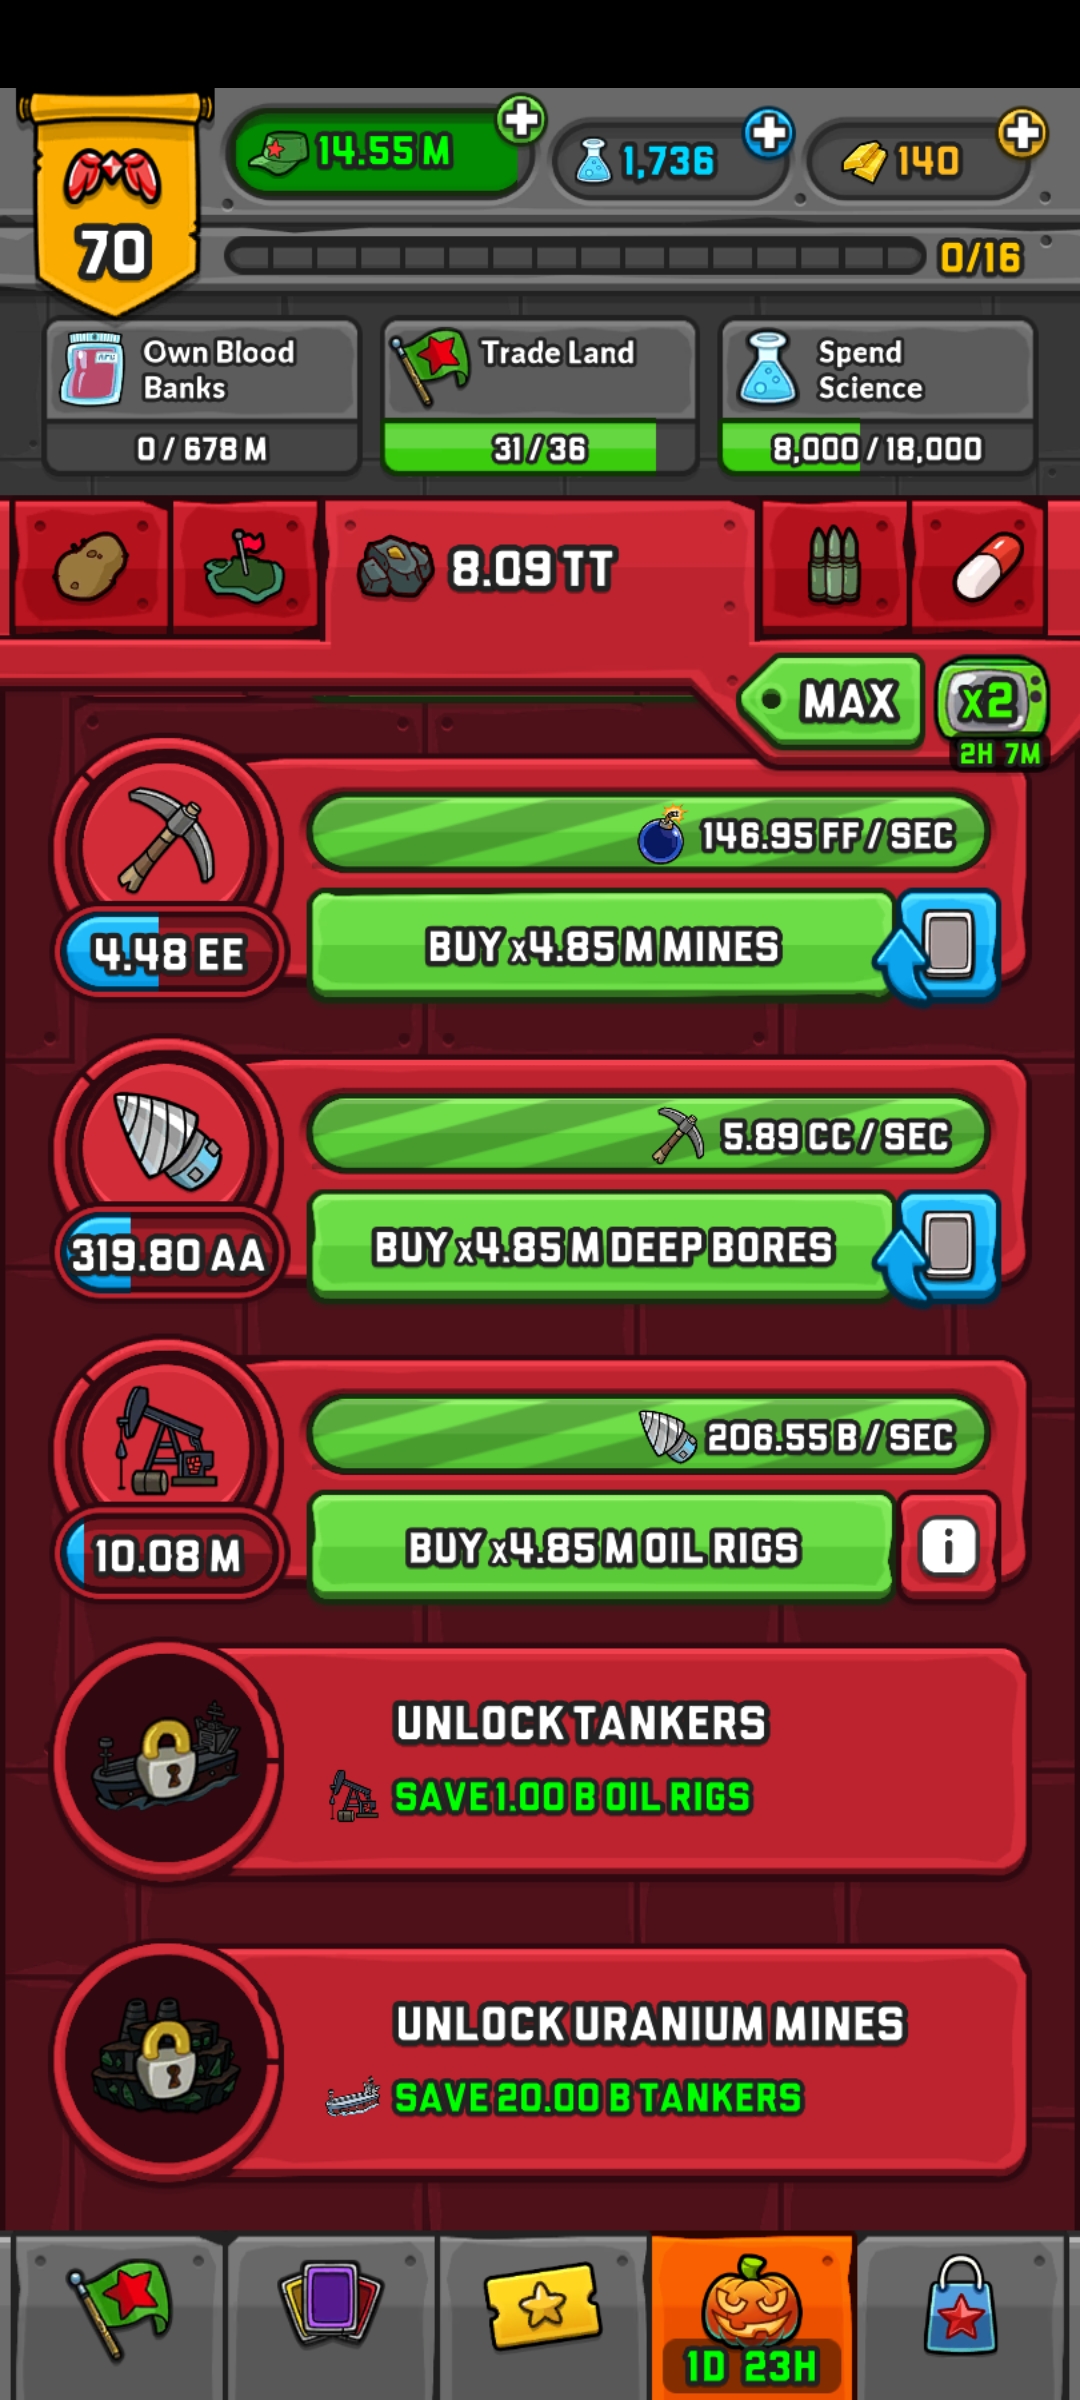 14.55 M
1,736
140
70
0/16
Own Blood
Banks
0 / 678 M
Trade Land
31 / 36
Spend
Science
8,000 / 18,000
8.09 TT
MAX
x2
2H 7M
146.95 FF / SEC
4.48 EE
BUY x4.85 M MINES
5.89 CC / SEC
319.80 AA
BUY x4.85 M DEEP BORES
206.55 B / SEC
10.08 M
BUY x4.85 M OIL RIGS
i
UNLOCK TANKERS
SAVE 1.00 B OIL RIGS
UNLOCK URANIUM MINES
SAVE 20.00 B TANKERS
1D 23H